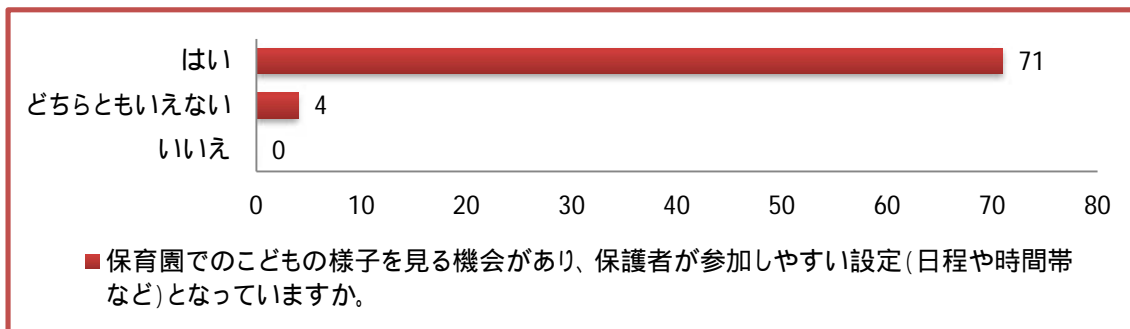 はい 71
どちらともいえない 4
いいえ 0
0 10 20 30 40 50 60 70 80
保育園でのこどもの様子を見る機会があり、保護者が参加しやすい設定(日程や時間帯
など)となっていますか。